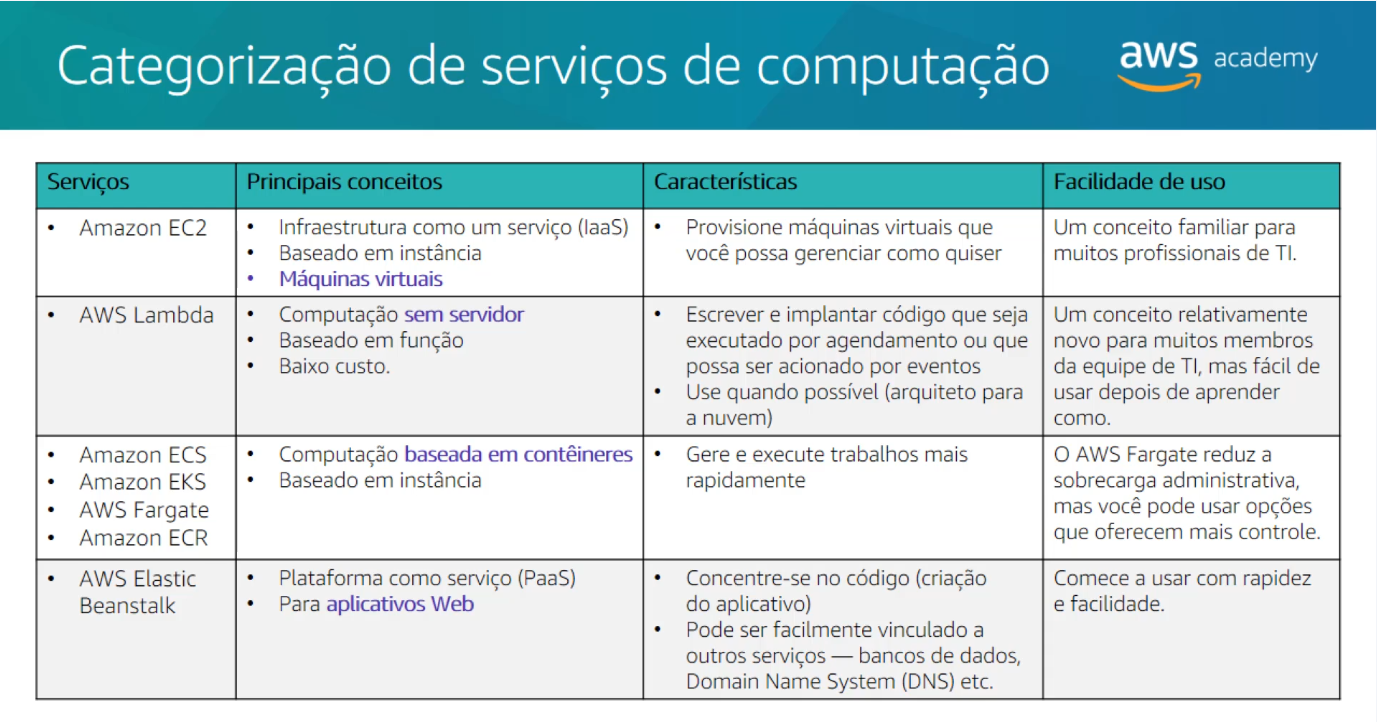 Categorização de serviços de computação
aws academy
Serviços
Principais conceitos
Características
Facilidade de uso
• Amazon EC2
• Infraestrutura como um serviço (IaaS)
• Baseado em instância
• Máquinas virtuais
• Provisione máquinas virtuais que
você possa gerenciar como quiser
Um conceito familiar para
muitos profissionais de TI.
• AWS Lambda
• Computação sem servidor
• Baseado em função
• Baixo custo.
• Escrever e implantar código que seja
executado por agendamento ou que
possa ser acionado por eventos
• Use quando possível (arquiteto para
a nuvem)
Um conceito relativamente
novo para muitos membros
da equipe de TI, mas fácil de
usar depois de aprender
como.
• Amazon ECS
• Amazon EKS
• AWS Fargate
• Amazon ECR
• Computação baseada em contêineres
• Baseado em instância
• Gere e execute trabalhos mais
rapidamente
O AWS Fargate reduz a
sobrecarga administrativa,
mas você pode usar opções
que oferecem mais controle.
• AWS Elastic
Beanstalk
• Plataforma como serviço (PaaS)
• Para aplicativos Web
• Concentre-se no código (criação
do aplicativo)
• Pode ser facilmente vinculado a
outros serviços — bancos de dados,
Domain Name System (DNS) etc.
Comece a usar com rapidez
e facilidade.